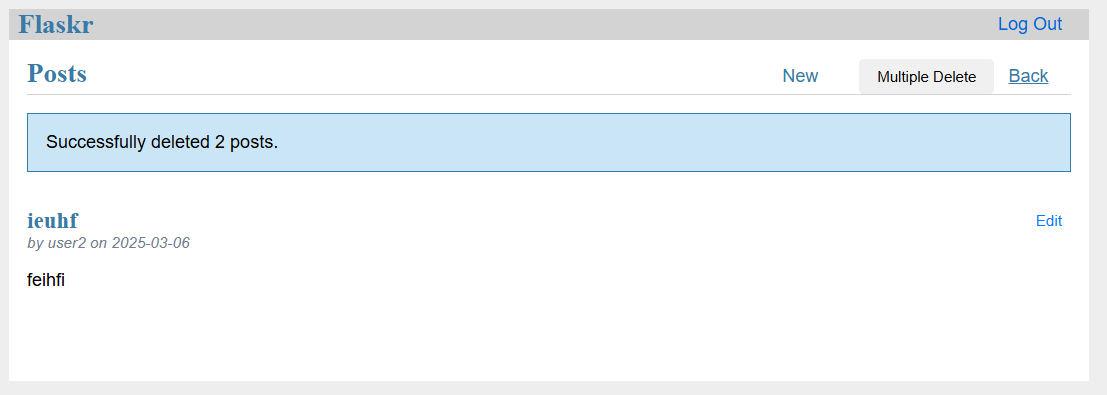 Flaskr Log Out
Posts New Multiple Delete Back
Successfully deleted 2 posts.
ieuhf Edit
by user2 on 2025-03-06
feihfi